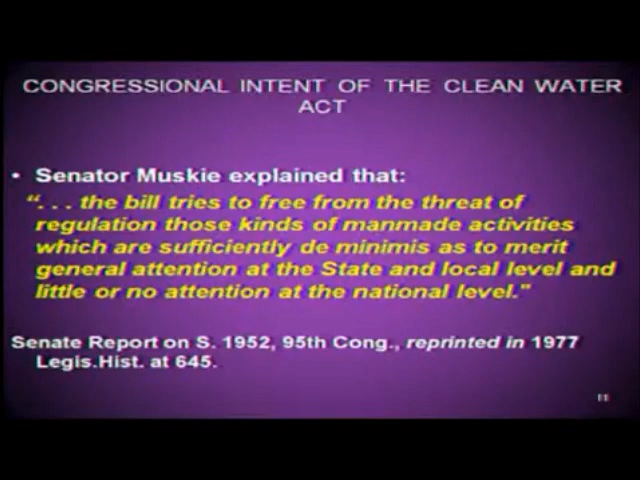 CONGRESSIONAL INTENT OF THE CLEAN WATER
ACT
• Senator Muskie explained that:
“. . . the bill tries to free from the threat of
regulation those kinds of manmade activities
which are sufficiently de minimis as to merit
general attention at the State and local level and
little or no attention at the national level."
Senate Report on S. 1952, 95th Cong., reprinted in 1977
Legis.Hist. at 645.